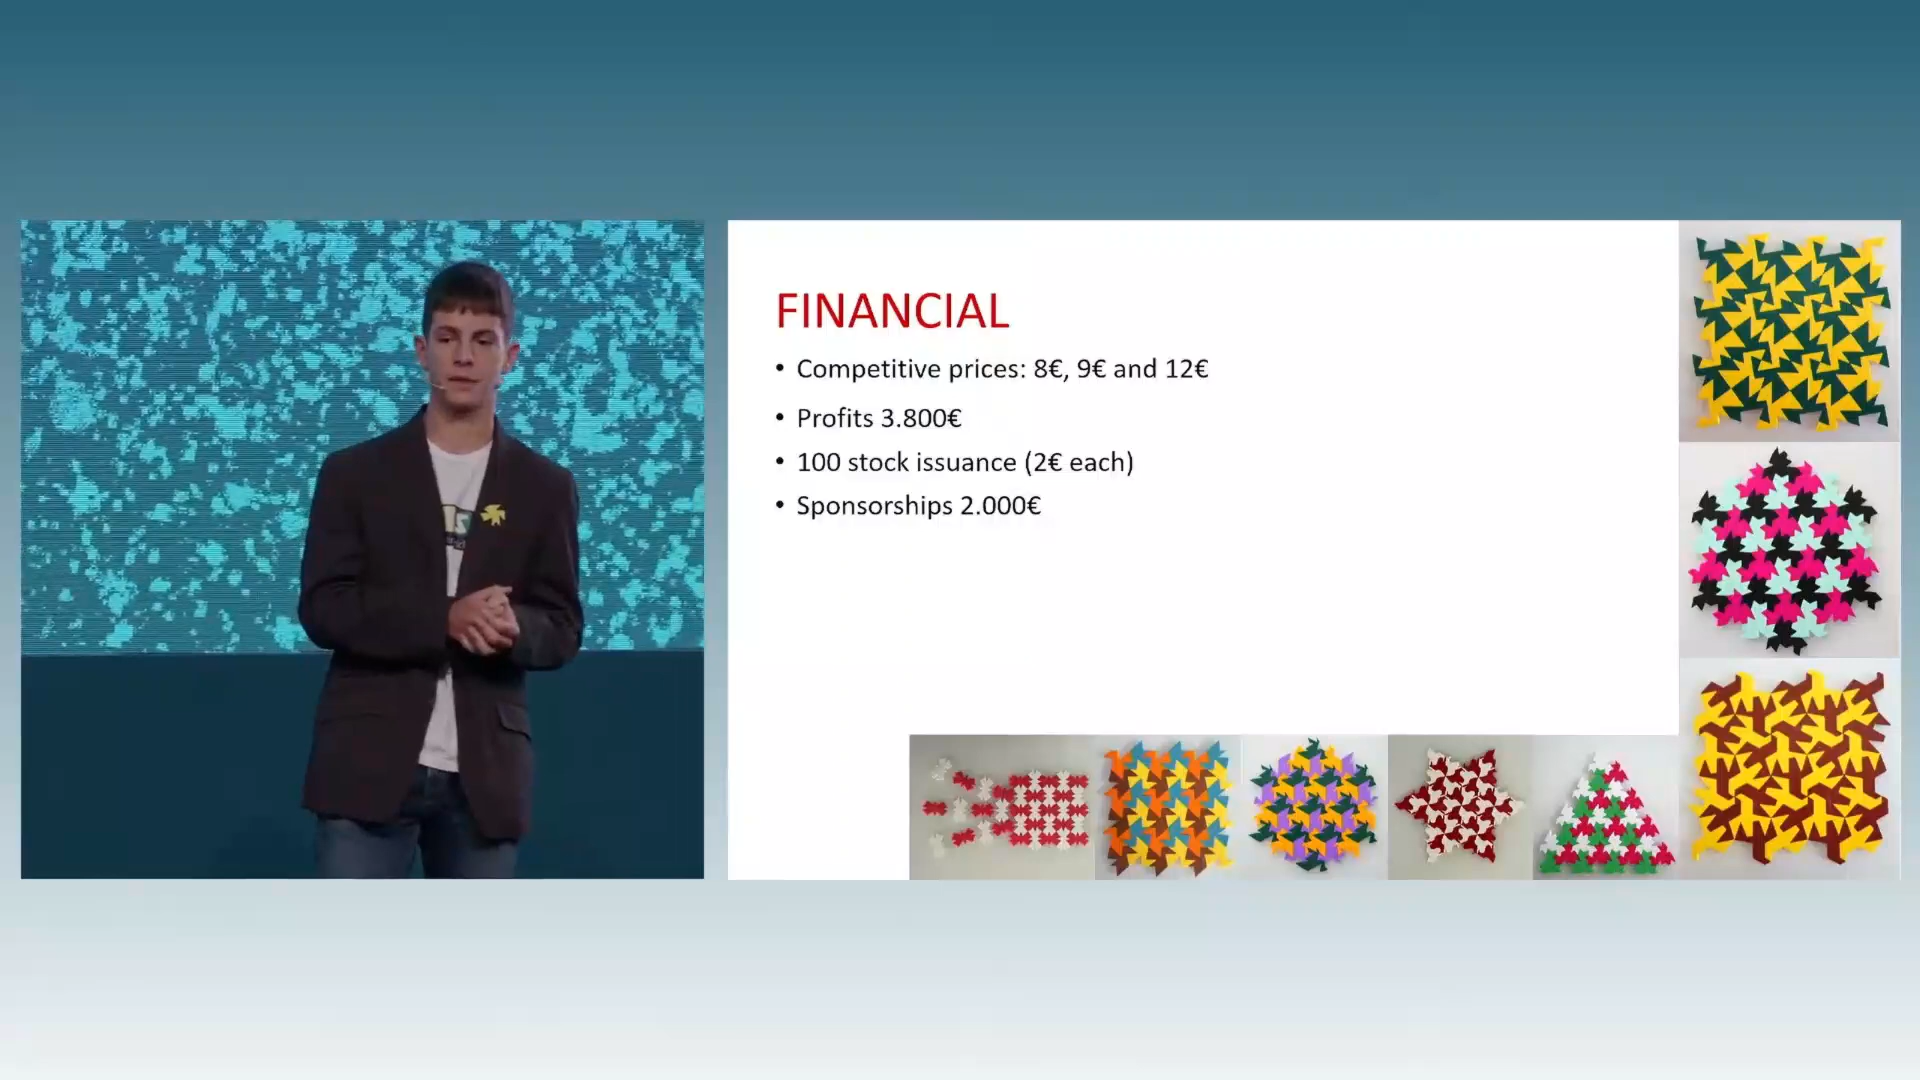 FINANCIAL
• Competitive prices: 8€, 9€ and 12€
• Profits 3.800€
• 100 stock issuance (2€ each)
• Sponsorships 2.000€